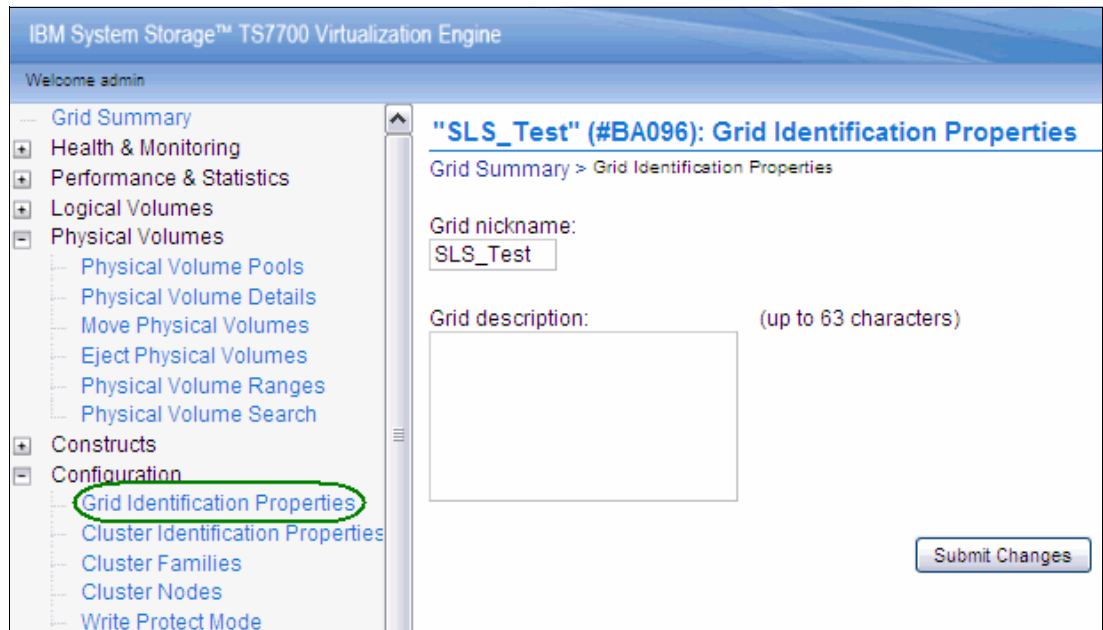 IBM System Storage™ TS7700 Virtualization Engine
Welcome admin
Grid Summary
Health & Monitoring
Performance & Statistics
Logical Volumes
Physical Volumes
Physical Volume Pools
Physical Volume Details
Move Physical Volumes
Eject Physical Volumes
Physical Volume Ranges
Physical Volume Search
Constructs
Configuration
Grid Identification Properties
Cluster Identification Properties
Cluster Families
Cluster Nodes
Write Protect Mode
"SLS_Test" (#BA096): Grid Identification Properties
Grid Summary > Grid Identification Properties
Grid nickname:
SLS_Test
Grid description: (up to 63 characters)
Submit Changes